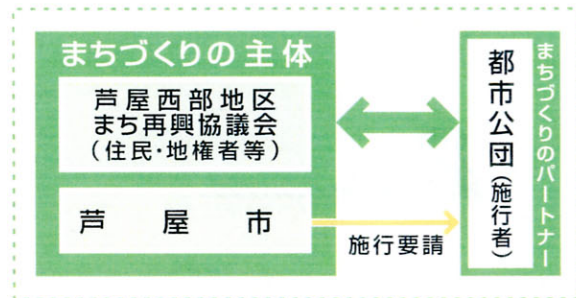 まちづくりの主体
芦屋西部地区
まち再興協議会
(住民・地権者等)
芦屋市
施行要請
都市公団(施行者)
まちづくりのパートナー